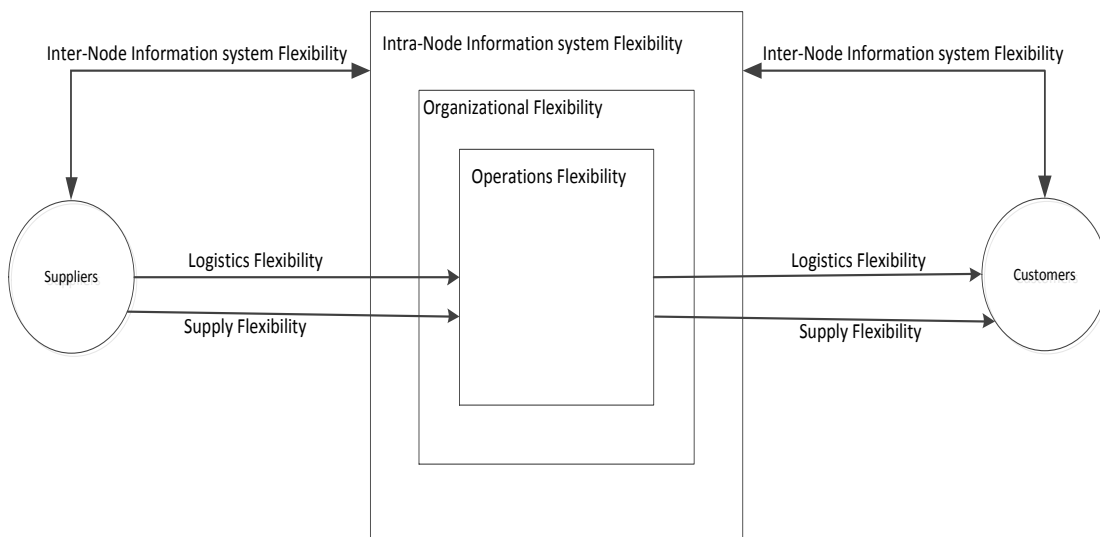 Inter-Node Information system Flexibility
Intra-Node Information system Flexibility
Inter-Node Information system Flexibility
Organizational Flexibility
Operations Flexibility
Logistics Flexibility
Logistics Flexibility
Suppliers
Customers
Supply Flexibility
Supply Flexibility